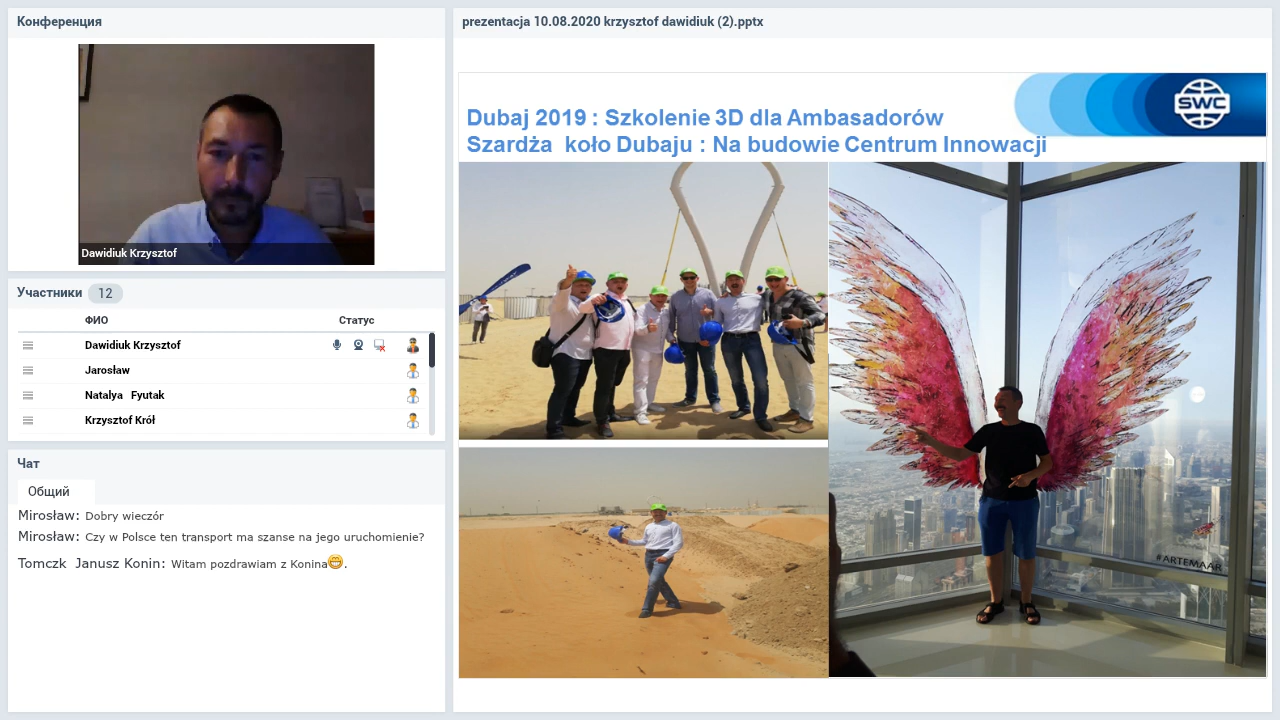 Конференция
Dawidiuk Krzysztof
Участники 12
ФИО Статус
Dawidiuk Krzysztof
Jarosław
Natalya Fyutak
Krzysztof Król
Чат
Общий
Mirosław: Dobry wieczór
Mirosław: Czy w Polsce ten transport ma szanse na jego uruchomienie?
Tomczk Janusz Konin: Witam pozdrawiam z Konina😁.
prezentacja 10.08.2020 krzysztof dawidiuk (2).pptx
Dubaj 2019 : Szkolenie 3D dla Ambasadorów
Szardża koło Dubaju : Na budowie Centrum Innowacji
SWC
#ARTEMAAR